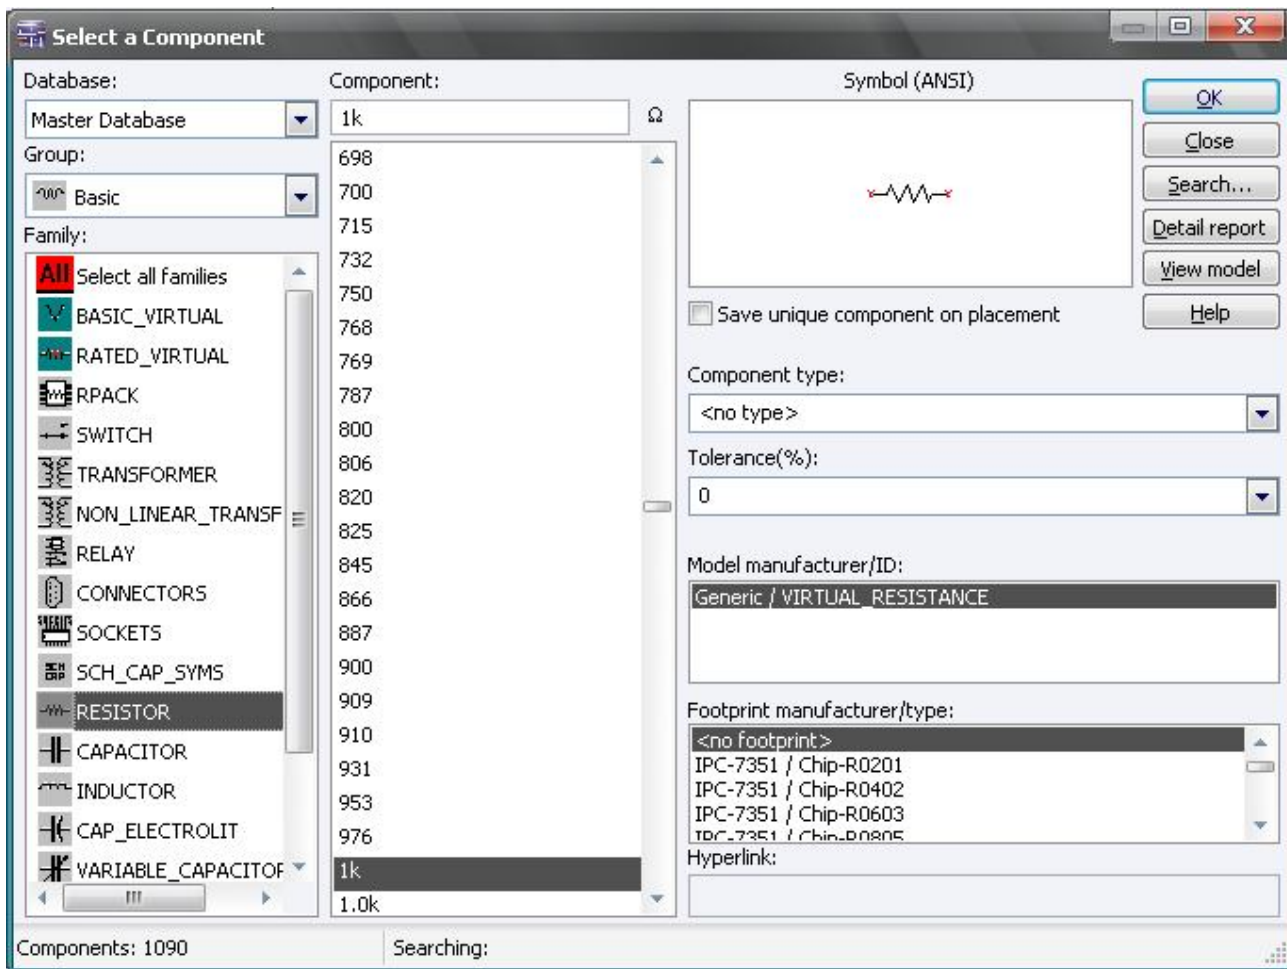 Select a Component
Database:
Master Database
Group:
Basic
Family:
All Select all families
BASIC_VIRTUAL
RATED_VIRTUAL
RPACK
SWITCH
TRANSFORMER
NON_LINEAR_TRANSF
RELAY
CONNECTORS
SOCKETS
SCH_CAP_SYMS
RESISTOR
CAPACITOR
INDUCTOR
CAP_ELECTROLIT
VARIABLE_CAPACITOR
Component:
1k Ω
698
700
715
732
750
768
769
787
800
806
820
825
845
866
887
900
909
910
931
953
976
1k
1.0k
Symbol (ANSI)
Save unique component on placement
Component type:
<no type>
Tolerance(%):
0
Model manufacturer/ID:
Generic / VIRTUAL_RESISTANCE
Footprint manufacturer/type:
<no footprint>
IPC-7351 / Chip-R0201
IPC-7351 / Chip-R0402
IPC-7351 / Chip-R0603
IPC-7351 / Chip-R0805
Hyperlink:
OK
Close
Search...
Detail report
View model
Help
Components: 1090
Searching: